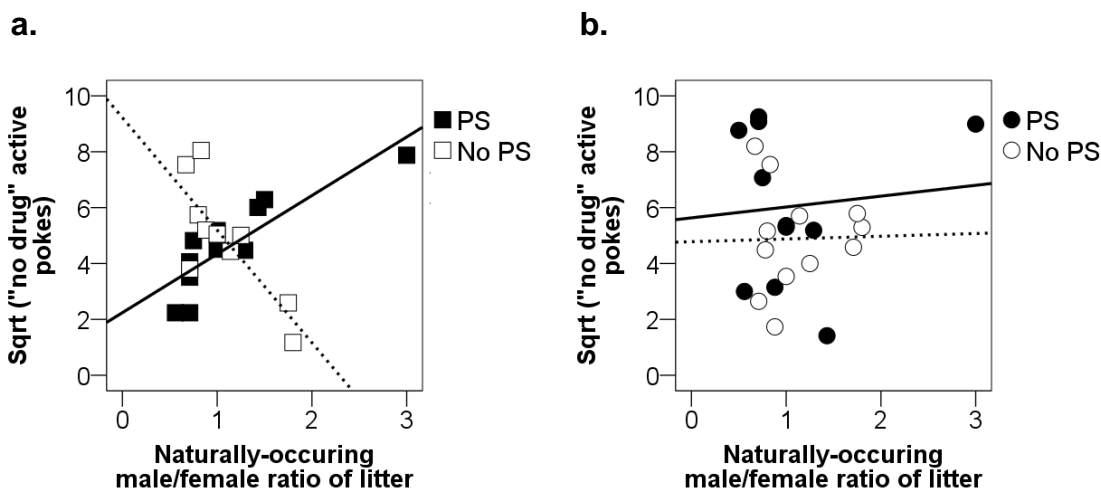 a.
10
8
6
4
2
0
Sqrt ("no drug" active
pokes)
0 1 2 3
Naturally-occuring
male/female ratio of litter
PS
No PS
b.
10
8
6
4
2
0
Sqrt ("no drug" active
pokes)
0 1 2 3
Naturally-occuring
male/female ratio of litter
PS
No PS